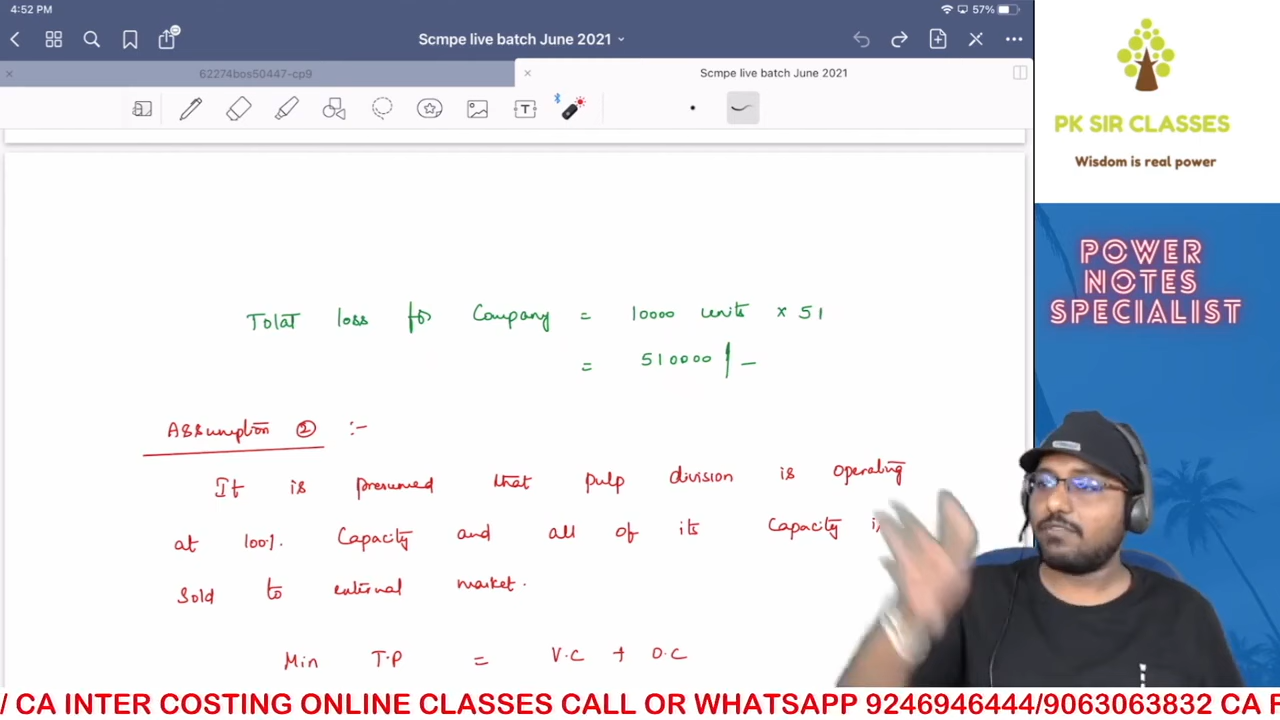 4:52 PM
57%
Scmpe live batch June 2021
62274bos50447-cp9
Scmpe live batch June 2021
T
PK SIR CLASSES
Wisdom is real power
POWER
NOTES
SPECIALIST
Total loss for Company = 10000 units × 51
= 510000/-
Assumption ② :-
It is presumed that pulp division is operating
at 100%. Capacity and all of its Capacity
Sold to external market.
Min T.P = V.C + O.C
/ CA INTER COSTING ONLINE CLASSES CALL OR WHATSAPP 9246946444/9063063832 CA F